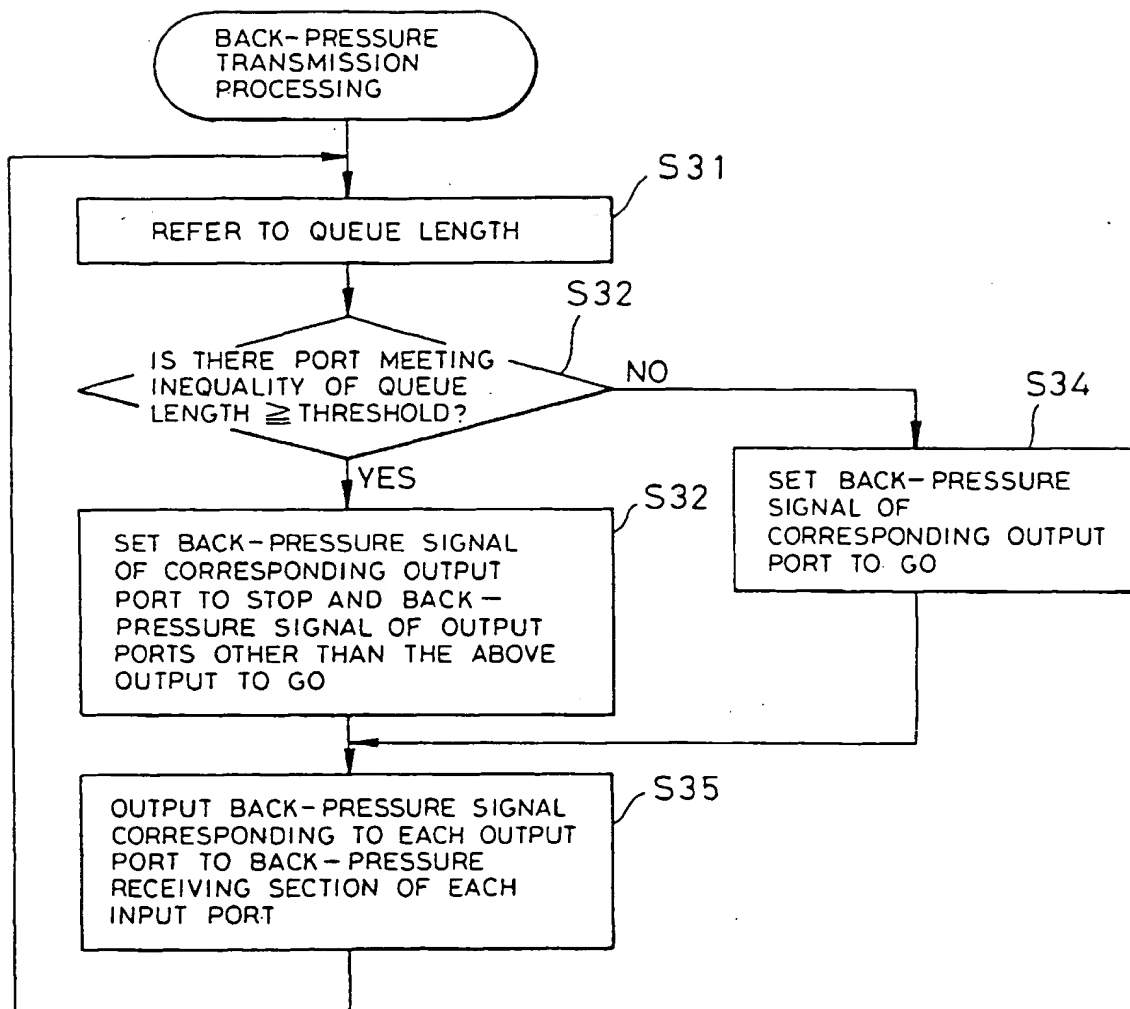 BACK-PRESSURE
TRANSMISSION
PROCESSING
S31
REFER TO QUEUE LENGTH
S32
IS THERE PORT MEETING
INEQUALITY OF QUEUE
LENGTH ≧ THRESHOLD?
NO
S34
YES
SET BACK-PRESSURE
SIGNAL OF
CORRESPONDING OUTPUT
PORT TO GO
S32
SET BACK-PRESSURE SIGNAL
OF CORRESPONDING OUTPUT
PORT TO STOP AND BACK-
PRESSURE SIGNAL OF OUTPUT
PORTS OTHER THAN THE ABOVE
OUTPUT TO GO
S35
OUTPUT BACK-PRESSURE SIGNAL
CORRESPONDING TO EACH OUTPUT
PORT TO BACK-PRESSURE
RECEIVING SECTION OF EACH
INPUT PORT